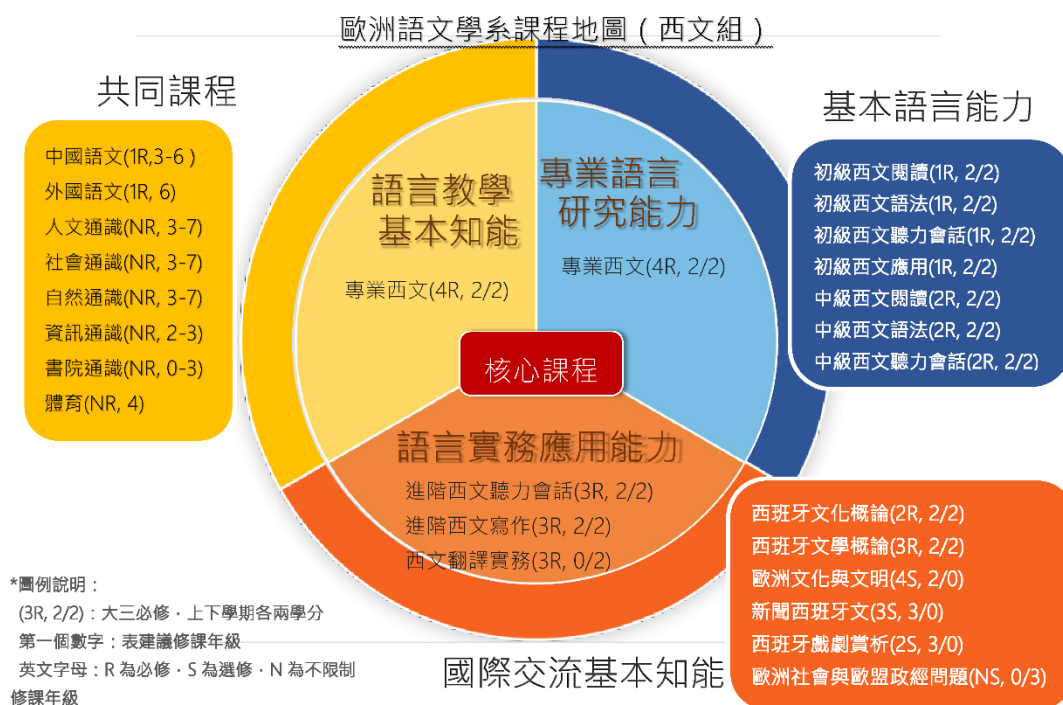 歐洲語文學系課程地圖（西文組）
共同課程
中國語文(1R,3-6 )
外國語文(1R, 6)
人文通識(NR, 3-7)
社會通識(NR, 3-7)
自然通識(NR, 3-7)
資訊通識(NR, 2-3)
書院通識(NR, 0-3)
體育(NR, 4)
語言教學
基本知能
專業西文(4R, 2/2)
專業語言
研究能力
專業西文(4R, 2/2)
基本語言能力
初級西文閱讀(1R, 2/2)
初級西文語法(1R, 2/2)
初級西文聽力會話(1R, 2/2)
初級西文應用(1R, 2/2)
中級西文閱讀(2R, 2/2)
中級西文語法(2R, 2/2)
中級西文聽力會話(2R, 2/2)
核心課程
語言實務應用能力
進階西文聽力會話(3R, 2/2)
進階西文寫作(3R, 2/2)
西文翻譯實務(3R, 0/2)
西班牙文化概論(2R, 2/2)
西班牙文學概論(3R, 2/2)
歐洲文化與文明(4S, 2/0)
新聞西班牙文(3S, 3/0)
西班牙戲劇賞析(2S, 3/0)
歐洲社會與歐盟政經問題(NS, 0/3)
國際交流基本知能
*圖例說明：
(3R, 2/2)：大三必修，上下學期各兩學分
第一個數字：表建議修課年級
英文字母：R 為必修，S 為選修，N 為不限制
修課年級